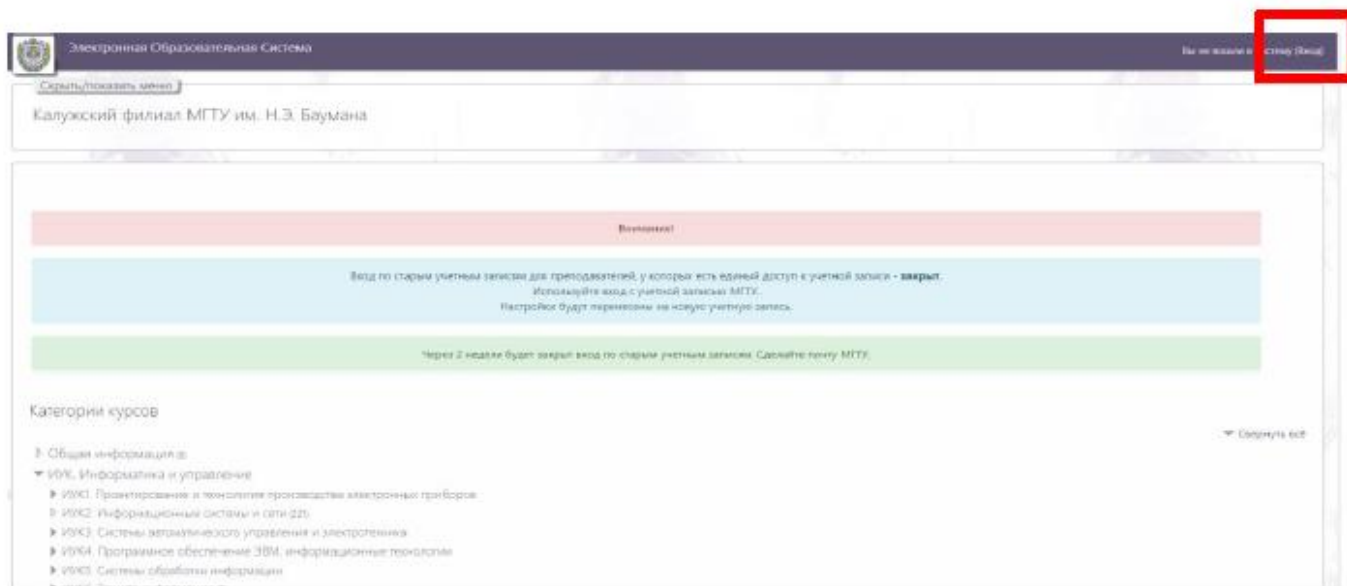 Электронная Образовательная Система
Вы не вошли в систему (Вход)
Скрыть/показать меню
Калужский филиал МГТУ им. Н.Э. Баумана
Внимание!
Вход по старым учетным записям для преподавателей, у которых есть единый доступ к учетной записи - закрыт.
Используйте вход с учетной записью МГТУ.
Настройки будут перенесены на новую учетную запись.
Через 2 недели будет закрыт вход по старым учетным записям. Сделайте почту МГТУ.
Категории курсов
Свернуть всё
Общая информация
ИУК. Информатика и управление
ИУК1. Проектирование и технология производства электронных приборов
ИУК2. Информационные системы и сети
ИУК3. Системы автоматического управления и электротехника
ИУК4. Программное обеспечение ЭВМ, информационные технологии
ИУК5. Системы обработки информации